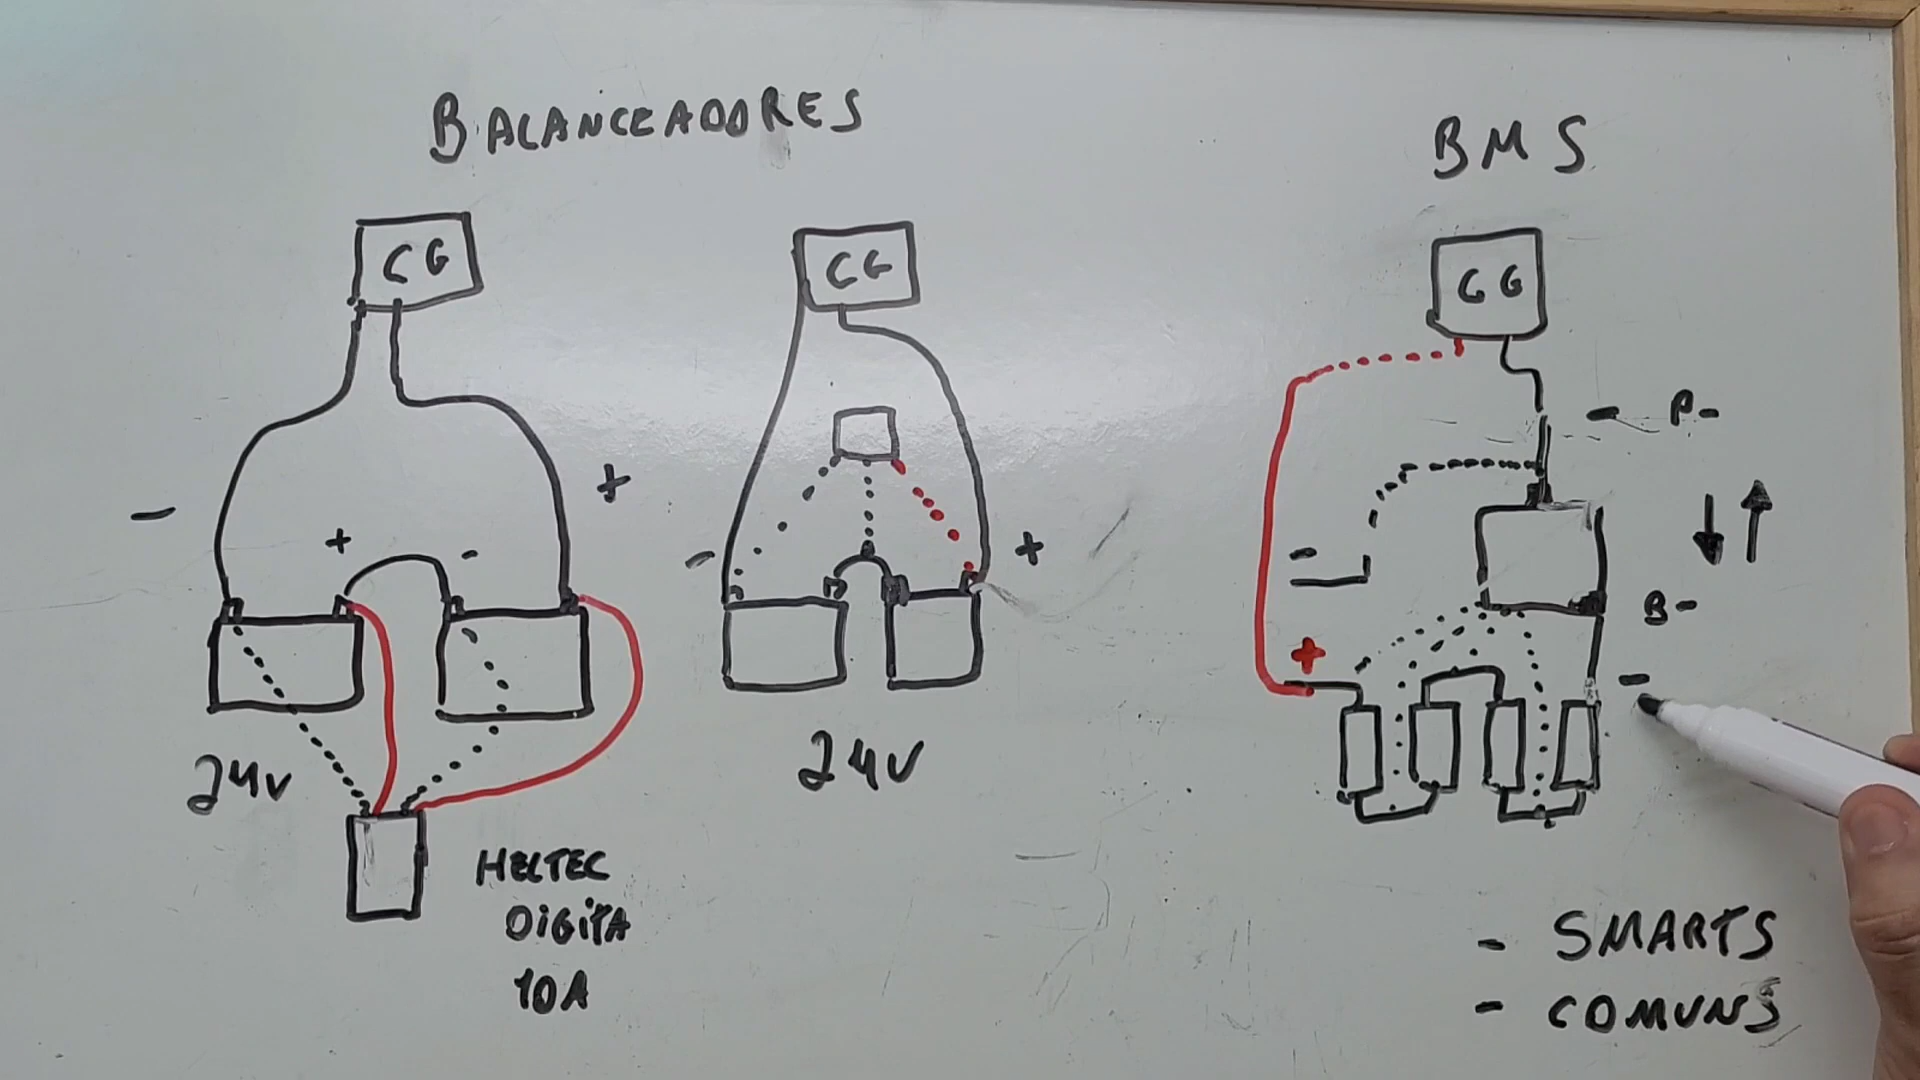 BALANCEADORES
BMS
CG
CG
CG
- P-
-
+
+
-
-
+
-
B-
+
-
24V
24V
HELTEC
DIGITA
10A
- SMARTS
- COMUNS